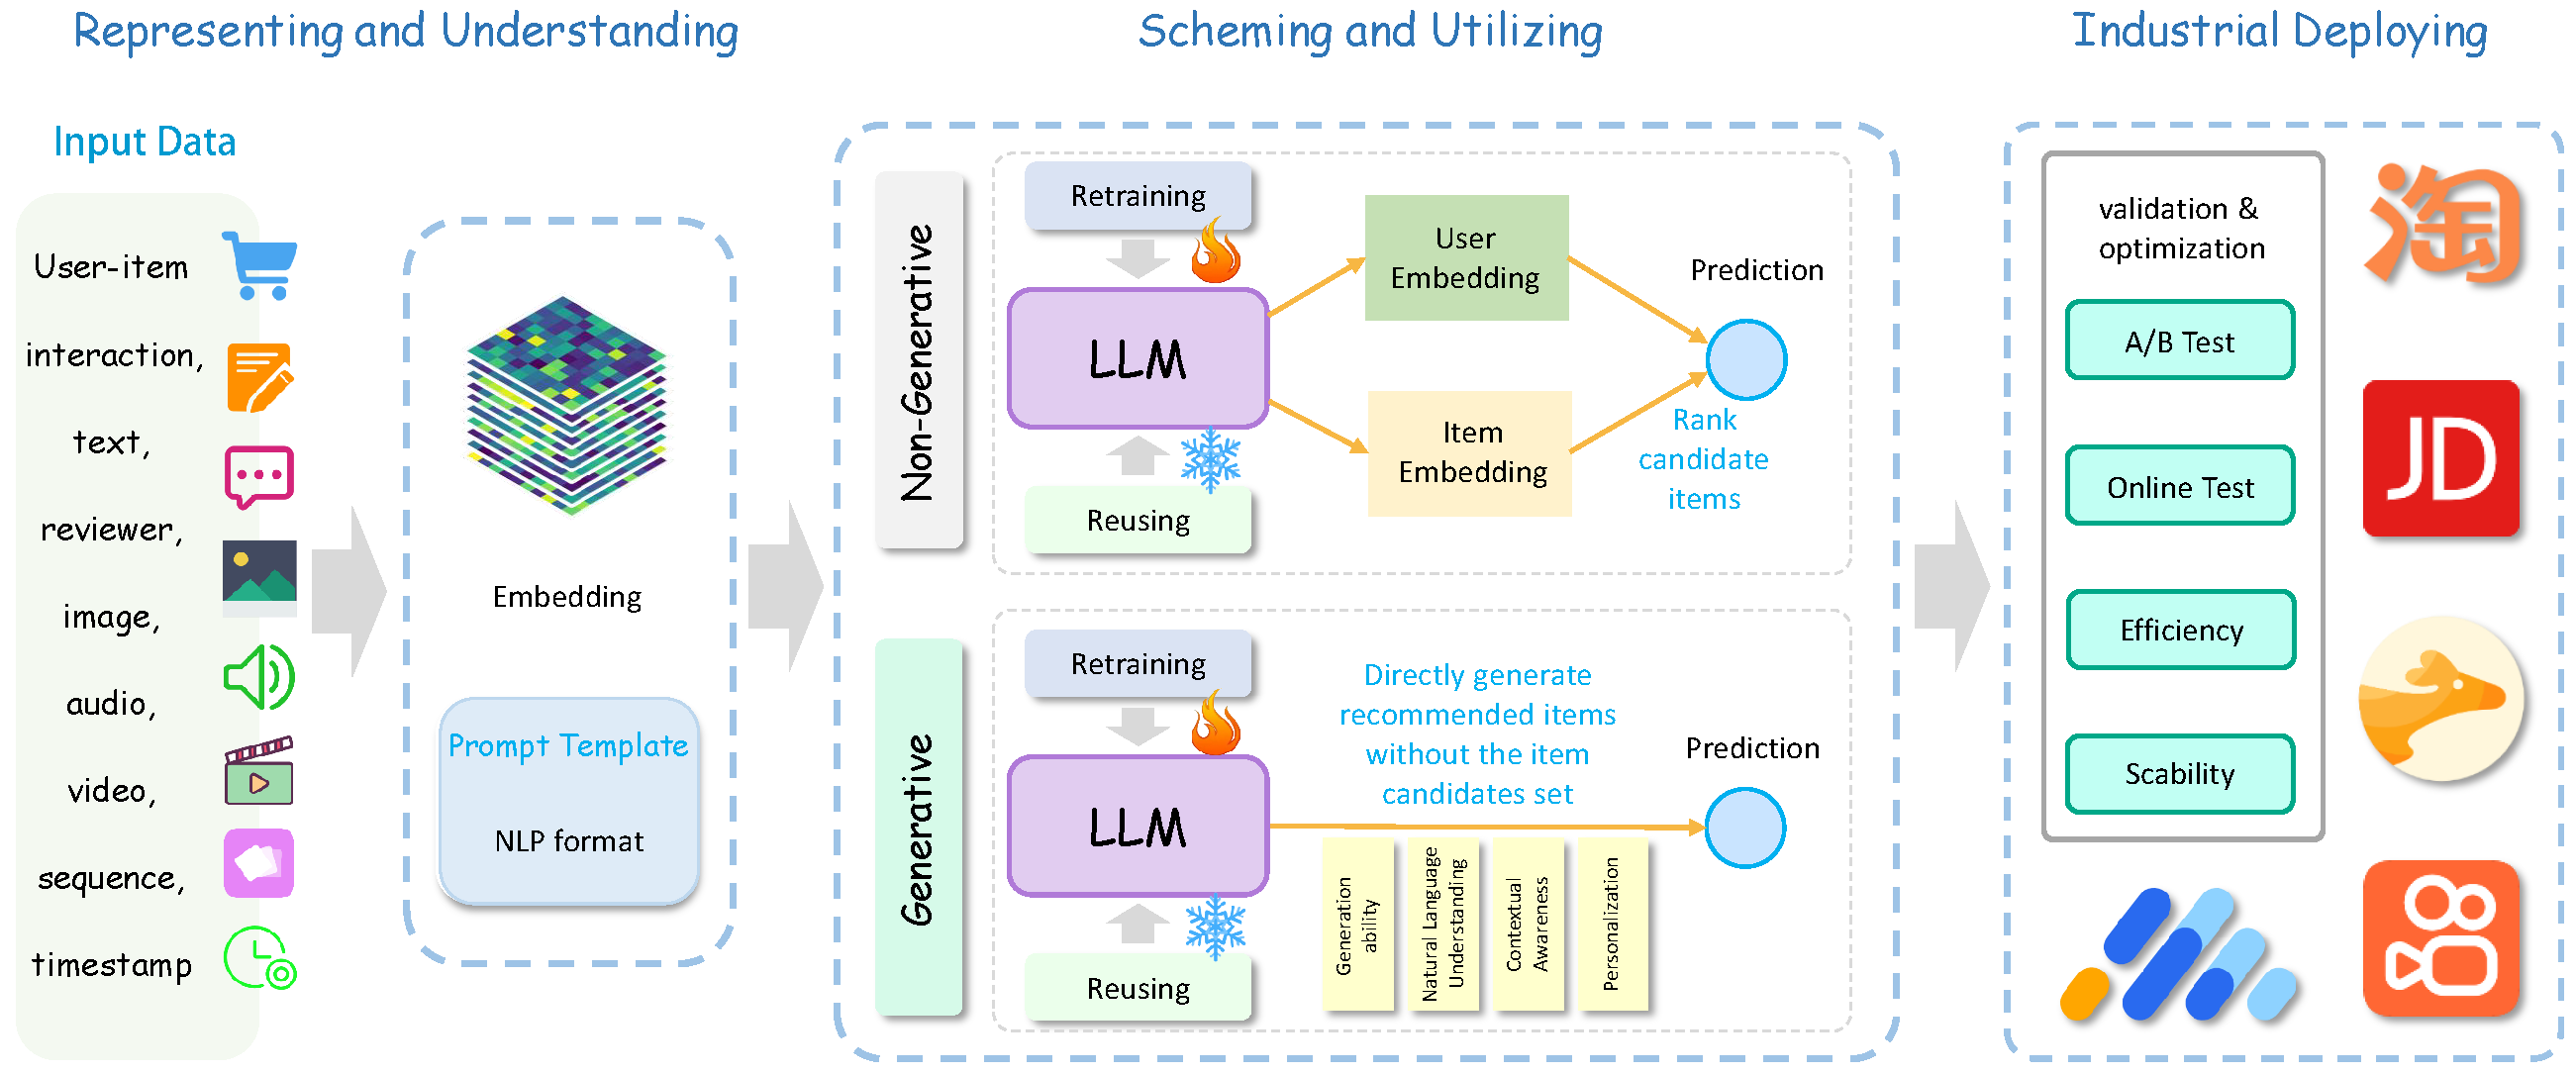 Representing and Understanding
Input Data
User-item
interaction,
text,
reviewer,
image,
audio,
video,
sequence,
timestamp
Embedding
Prompt Template
NLP format
Scheming and Utilizing
Non-Generative
Retraining
LLM
Reusing
User
Embedding
Item
Embedding
Prediction
Rank
candidate
items
Generative
Retraining
LLM
Reusing
Directly generate
recommended items
without the item
candidates set
Generation
ability
Natural Language
Understanding
Contextual
Awareness
Personalization
Prediction
Industrial Deploying
validation &
optimization
A/B Test
Online Test
Efficiency
Scability
淘
JD